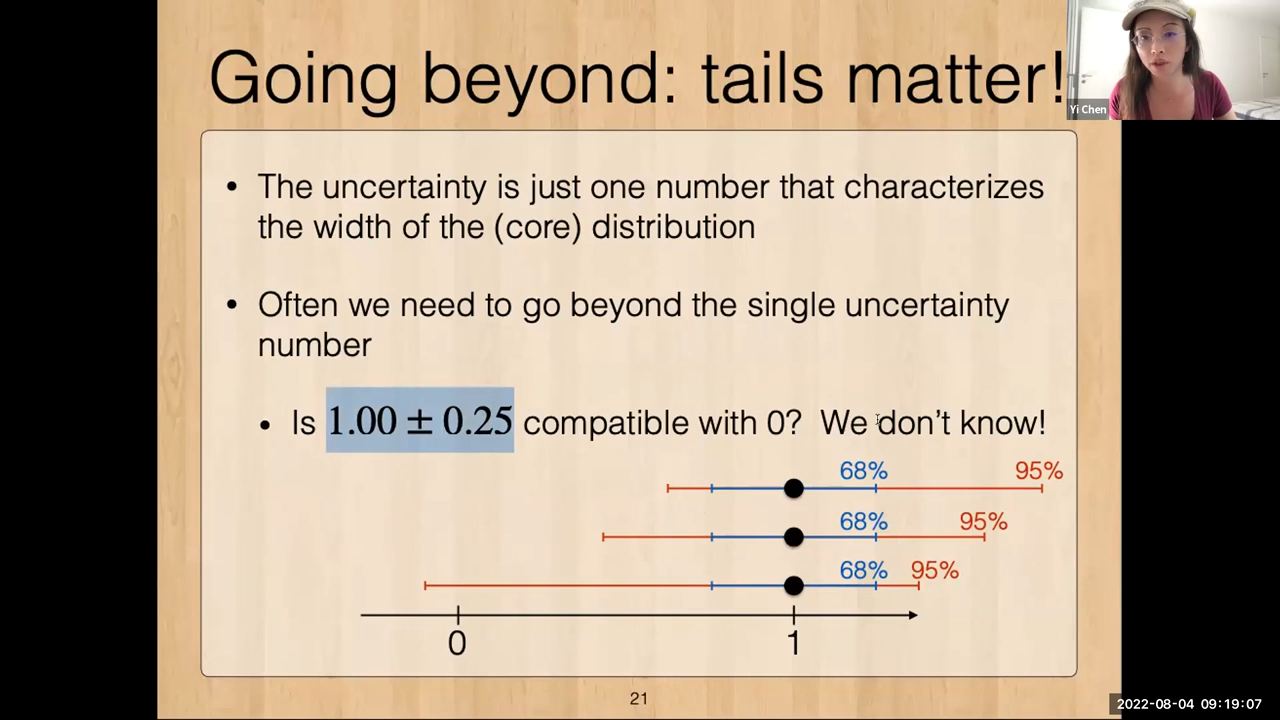 Going beyond: tails matter!
Yi Chen
• The uncertainty is just one number that characterizes
the width of the (core) distribution
• Often we need to go beyond the single uncertainty
number
• Is 1.00 ± 0.25 compatible with 0? We don't know!
68% 95%
68% 95%
68% 95%
0 1
21
2022-08-04 09:19:07